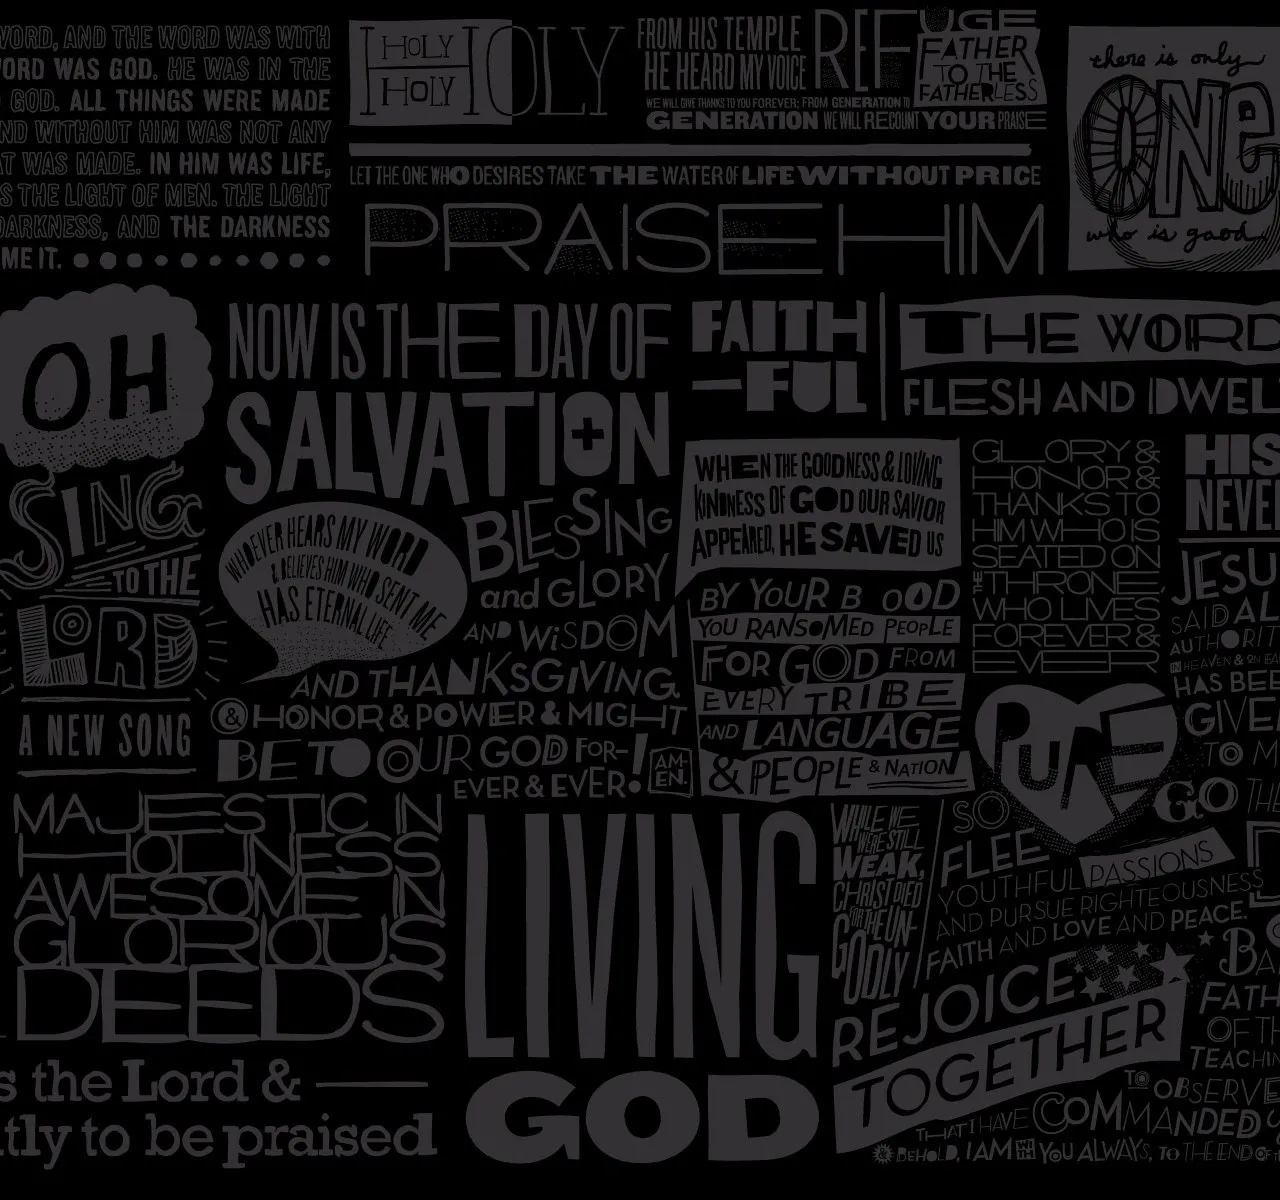 WORD, AND THE WORD WAS WITH
WORD WAS GOD. HE WAS IN THE
GOD. ALL THINGS WERE MADE
AND WITHOUT HIM WAS NOT ANY
WAS MADE. IN HIM WAS LIFE,
THE LIGHT OF MEN. THE LIGHT
DARKNESS, AND THE DARKNESS
ME IT.
HOLY
HOLY
HOLY
FROM HIS TEMPLE
HE HEARD MY VOICE
REFUGE
FATHER
TO THE
FATHERLESS
WE WILL GIVE THANKS TO YOU FOREVER; FROM GENERATION TO
GENERATION WE WILL RECOUNT YOUR PRAISE
LET THE ONE WHO DESIRES TAKE THE WATER OF LIFE WITHOUT PRICE
PRAISE HIM
there is only
ONE
who is good
OH
SING
TO THE
LORD
A NEW SONG
NOW IS THE DAY OF
SALVATION
FAITH
-FUL
THE WORD
FLESH AND DWEL
WHOEVER HEARS MY WORD
& BELIEVES HIM WHO SENT ME
HAS ETERNAL LIFE
BLESSING
and GLORY
AND WiSDOM
AND THANKSGIVING
& HONOR & POWER & MIGHT
BE TO OUR GOD FOR-
EVER & EVER!
AM-
EN.
WHEN THE GOODNESS & LOVING
KINDNESS OF GOD OUR SAVIOR
APPEARED, HE SAVED US
BY YOUR B OOD
YOU RANSOMED PEOPLE
FOR GOD FROM
EVERY TRIBE
AND LANGUAGE
& PEOPLE & NATION
GLORY &
HONOR &
THANKS TO
HIM WHO IS
SEATED ON
THE THRONE,
WHO LIVES
FOREVER &
EVER
HIS
NEVER
JESU
SAID AL
AUTHORIT
IN HEAVEN & ON EA
HAS BEE
GIVE
TO M
GO THE
PURE
SO
FLEE
YOUTHFUL PASSIONS
AND PURSUE RIGHTEOUSNESS
FAITH AND LOVE AND PEACE.
MAJESTIC IN
HOLINESS
AWESOME IN
GLORIOUS
DEEDS
s the Lord &
tly to be praised
LIVING
GOD
WHILE WE
WERE STILL
WEAK,
CHRIST DIED
FOR THE UN-
GODLY
REJOICE
TOGETHER
BA
FATH
OF TH
TEACHIN
TO OBSERVE
THAT I HAVE COMMANDED
BEHOLD, I AM WITH YOU ALWAYS, TO THE END OF